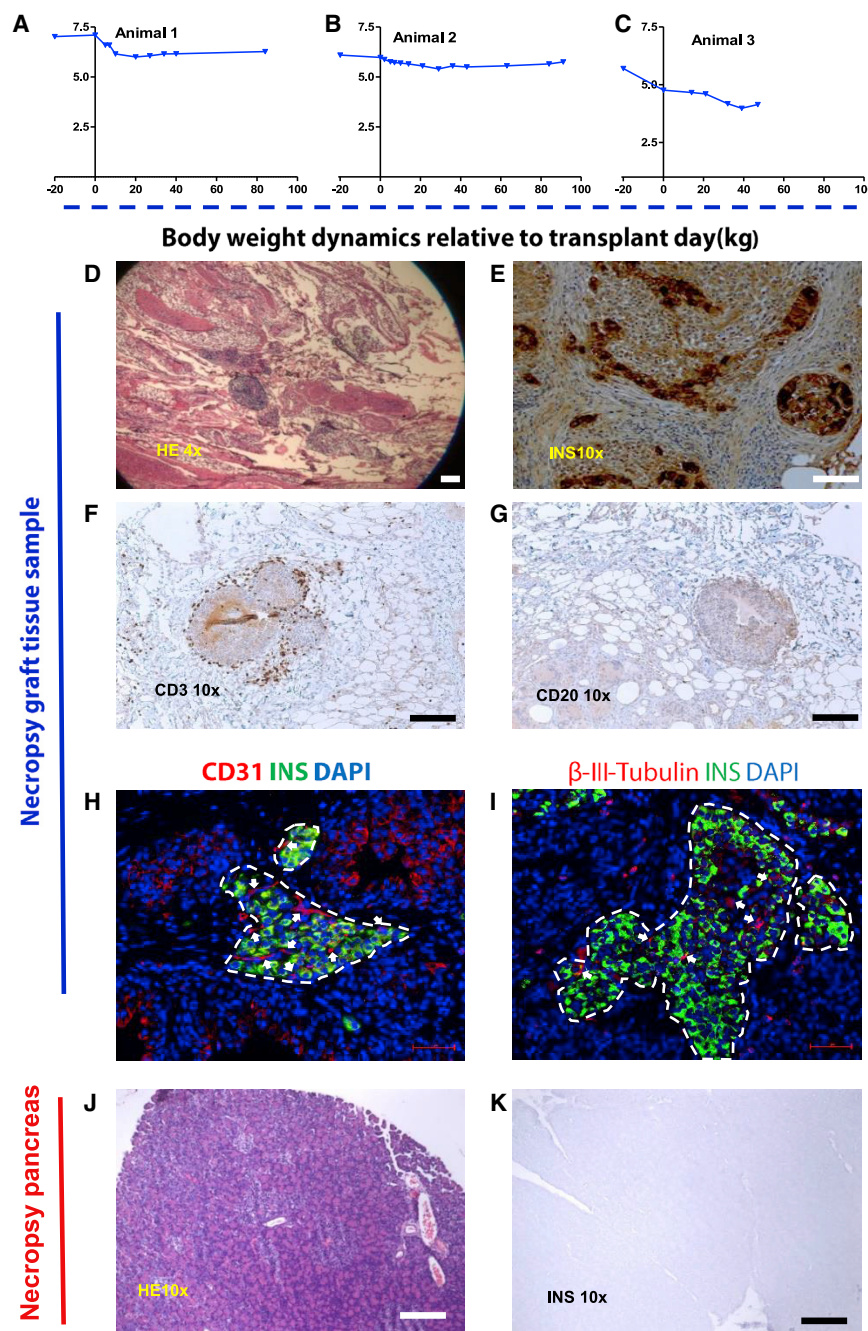 A
7.5
5.0
2.5
Animal 1
-20 0 20 40 60 80 100
B
7.5
5.0
2.5
Animal 2
-20 0 20 40 60 80 100
C
7.5
5.0
2.5
Animal 3
-20 0 20 40 60 80 100
Body weight dynamics relative to transplant day(kg)
Necropsy graft tissue sample
D
HE 4x
E
INS10x
F
CD3 10x
G
CD20 10x
CD31 INS DAPI
H
β-III-Tubulin INS DAPI
I
Necropsy pancreas
J
HE10x
K
INS 10x